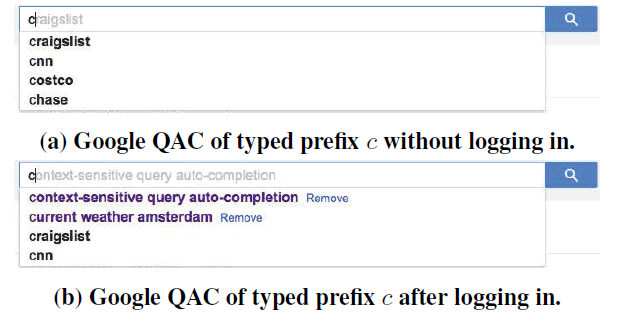 craigslist
craigslist
cnn
costco
chase
(a) Google QAC of typed prefix c without logging in.
context-sensitive query auto-completion
context-sensitive query auto-completion Remove
current weather amsterdam Remove
craigslist
cnn
(b) Google QAC of typed prefix c after logging in.